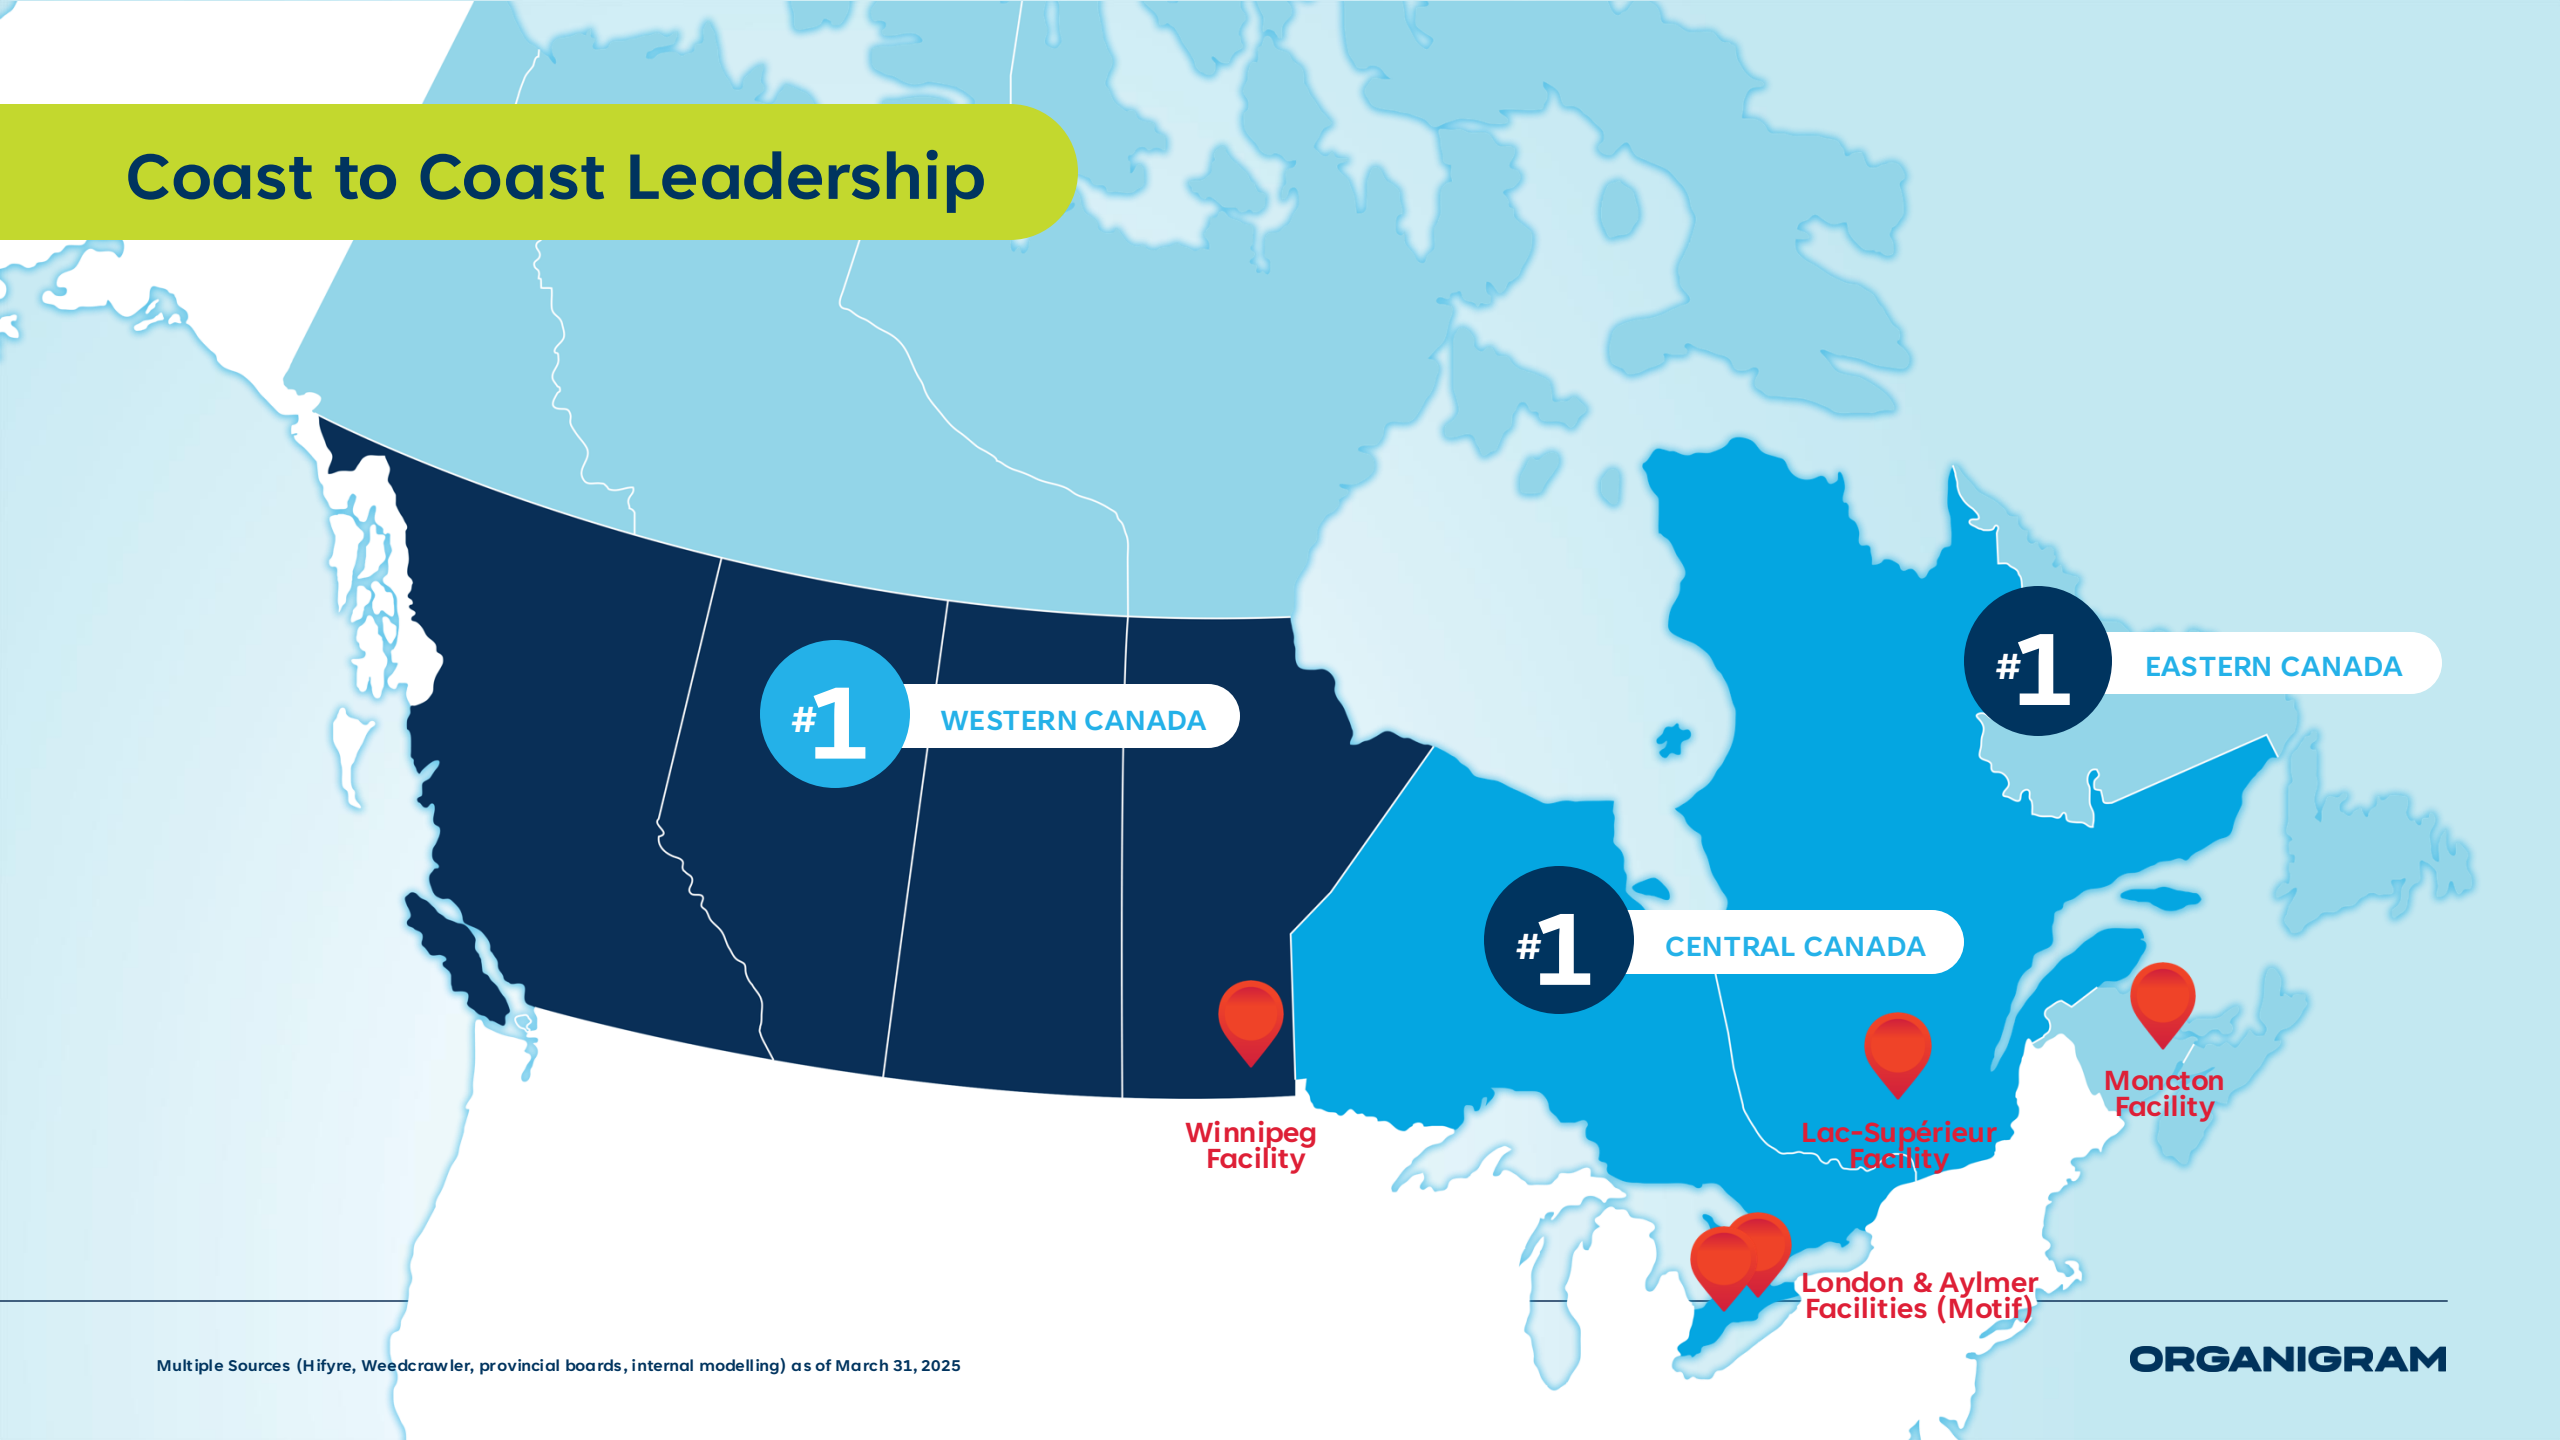 Coast to Coast Leadership
#1 EASTERN CANADA
#1 WESTERN CANADA
#1 CENTRAL CANADA
Winnipeg
Facility
Lac-Supérieur
Facility
Moncton
Facility
London & Aylmer
Facilities (Motif)
Multiple Sources (Hifyre, Weedcrawler, provincial boards, internal modelling) as of March 31, 2025
ORGANIGRAM